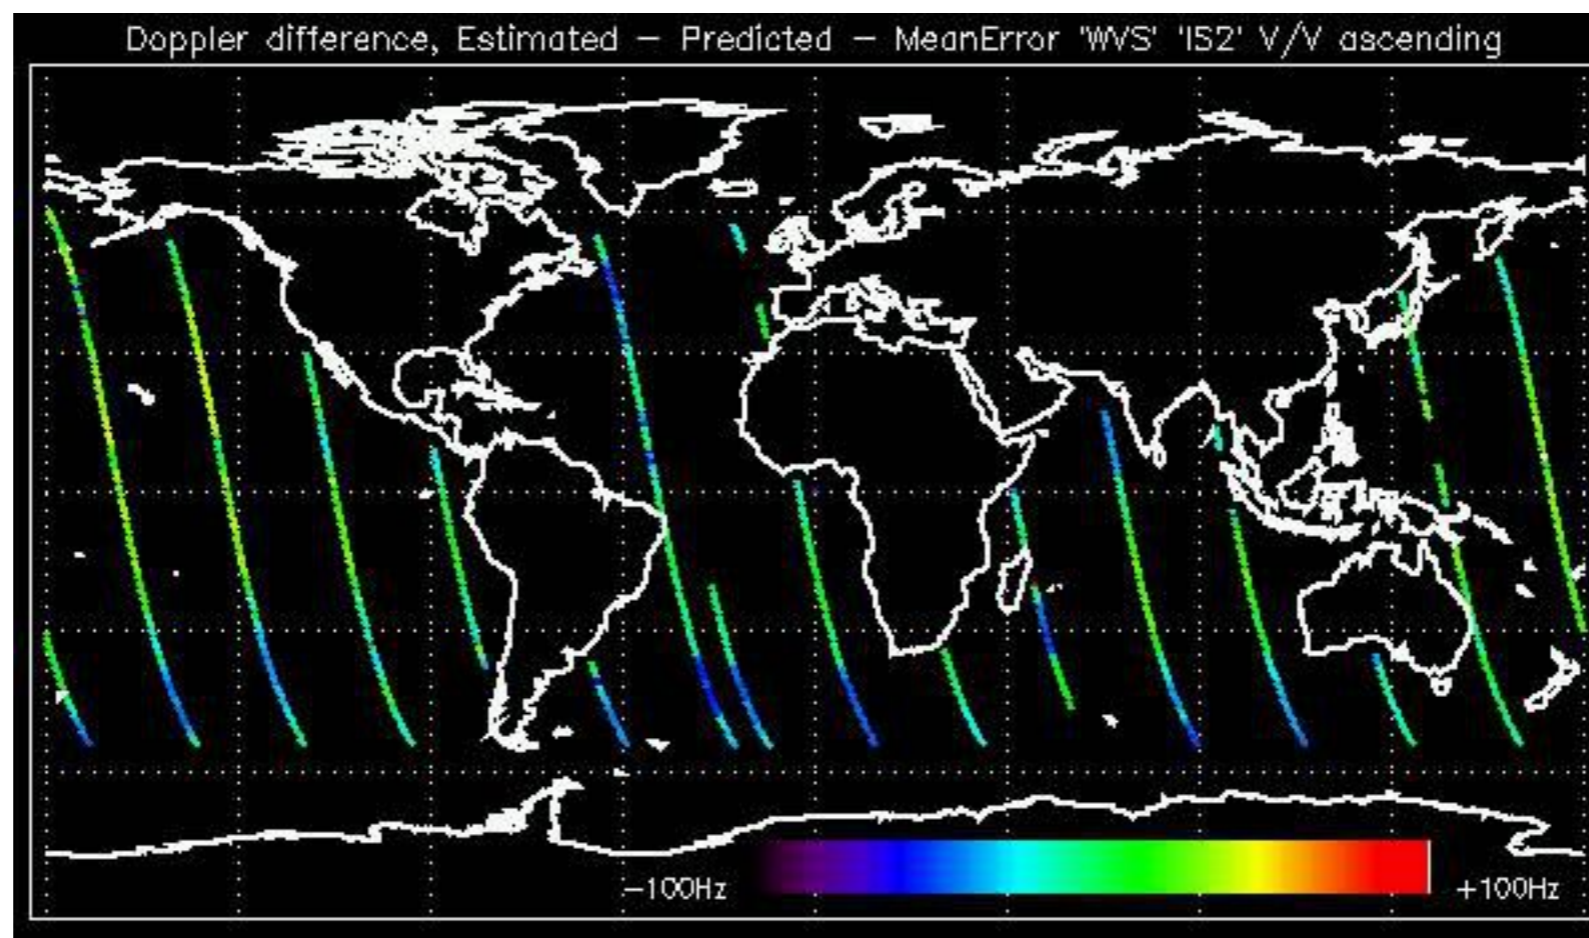 Doppler difference, Estimated - Predicted - MeanError 'WVS' 'IS2' V/V ascending
-100Hz +100Hz